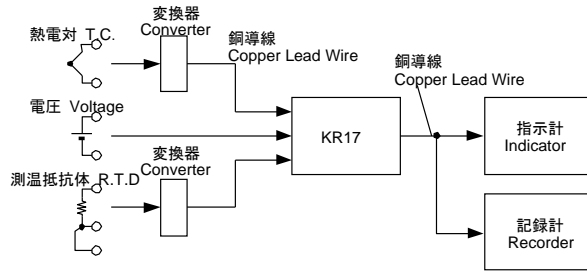 熱電対 T.C.
変換器
Converter
銅導線
Copper Lead Wire
電圧 Voltage
KR17
銅導線
Copper Lead Wire
指示計
Indicator
測温抵抗体 R.T.D
変換器
Converter
記録計
Recorder